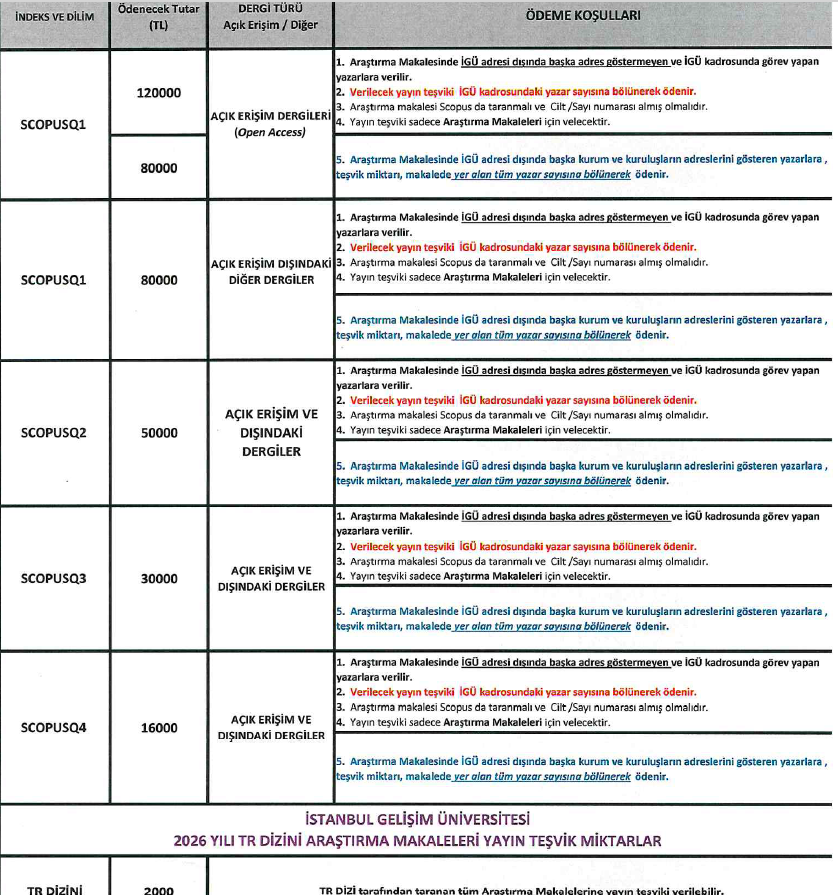 İNDEKS VE DİLİM
Ödenecek Tutar
(TL)
DERGİ TÜRÜ
Açık Erişim / Diğer
ÖDEME KOŞULLARI
SCOPUSQ1
120000
80000
AÇIK ERİŞİM DERGİLERİ
(Open Access)
1. Araştırma Makalesinde İGÜ adresi dışında başka adres göstermeyen ve İGÜ kadrosunda görev yapan
yazarlara verilir.
2. Verilecek yayın teşviki İGÜ kadrosundaki yazar sayısına bölünerek ödenir.
3. Araştırma makalesi Scopus da taranmalı ve Cilt /Sayı numarası almış olmalıdır.
4. Yayın teşviki sadece Araştırma Makaleleri için velecektir.
5. Araştırma Makalesinde İGÜ adresi dışında başka kurum ve kuruluşların adreslerini gösteren yazarlara ,
teşvik miktarı, makalede yer alan tüm yazar sayısına bölünerek ödenir.
SCOPUSQ1
80000
AÇIK ERİŞİM DIŞINDAKİ
DİĞER DERGİLER
1. Araştırma Makalesinde İGÜ adresi dışında başka adres göstermeyen ve İGÜ kadrosunda görev yapan
yazarlara verilir.
2. Verilecek yayın teşviki İGÜ kadrosundaki yazar sayısına bölünerek ödenir.
3. Araştırma makalesi Scopus da taranmalı ve Cilt /Sayı numarası almış olmalıdır.
4. Yayın teşviki sadece Araştırma Makaleleri için velecektir.
5. Araştırma Makalesinde İGÜ adresi dışında başka kurum ve kuruluşların adreslerini gösteren yazarlara ,
teşvik miktarı, makalede yer alan tüm yazar sayısına bölünerek ödenir.
SCOPUSQ2
50000
AÇIK ERİŞİM VE
DIŞINDAKİ
DERGİLER
1. Araştırma Makalesinde İGÜ adresi dışında başka adres göstermeyen ve İGÜ kadrosunda görev yapan
yazarlara verilir.
2. Verilecek yayın teşviki İGÜ kadrosundaki yazar sayısına bölünerek ödenir.
3. Araştırma makalesi Scopus da taranmalı ve Cilt /Sayı numarası almış olmalıdır.
4. Yayın teşviki sadece Araştırma Makaleleri için velecektir.
5. Araştırma Makalesinde İGÜ adresi dışında başka kurum ve kuruluşların adreslerini gösteren yazarlara ,
teşvik miktarı, makalede yer alan tüm yazar sayısına bölünerek ödenir.
SCOPUSQ3
30000
AÇIK ERİŞİM VE
DIŞINDAKİ DERGİLER
1. Araştırma Makalesinde İGÜ adresi dışında başka adres göstermeyen ve İGÜ kadrosunda görev yapan
yazarlara verilir.
2. Verilecek yayın teşviki İGÜ kadrosundaki yazar sayısına bölünerek ödenir.
3. Araştırma makalesi Scopus da taranmalı ve Cilt /Sayı numarası almış olmalıdır.
4. Yayın teşviki sadece Araştırma Makaleleri için velecektir.
5. Araştırma Makalesinde İGÜ adresi dışında başka kurum ve kuruluşların adreslerini gösteren yazarlara ,
teşvik miktarı, makalede yer alan tüm yazar sayısına bölünerek ödenir.
SCOPUSQ4
16000
AÇIK ERİŞİM VE
DIŞINDAKİ DERGİLER
1. Araştırma Makalesinde İGÜ adresi dışında başka adres göstermeyen ve İGÜ kadrosunda görev yapan
yazarlara verilir.
2. Verilecek yayın teşviki İGÜ kadrosundaki yazar sayısına bölünerek ödenir.
3. Araştırma makalesi Scopus da taranmalı ve Cilt /Sayı numarası almış olmalıdır.
4. Yayın teşviki sadece Araştırma Makaleleri için velecektir.
5. Araştırma Makalesinde İGÜ adresi dışında başka kurum ve kuruluşların adreslerini gösteren yazarlara ,
teşvik miktarı, makalede yer alan tüm yazar sayısına bölünerek ödenir.
İSTANBUL GELİŞİM ÜNİVERSİTESİ
2026 YILI TR DİZİNİ ARAŞTIRMA MAKALELERİ YAYIN TEŞVİK MİKTARLAR
TR DİZİNİ
2000
TR DİZİ tarafından taranan tüm Araştırma Makalelerine yayın teşviki verilebilir.